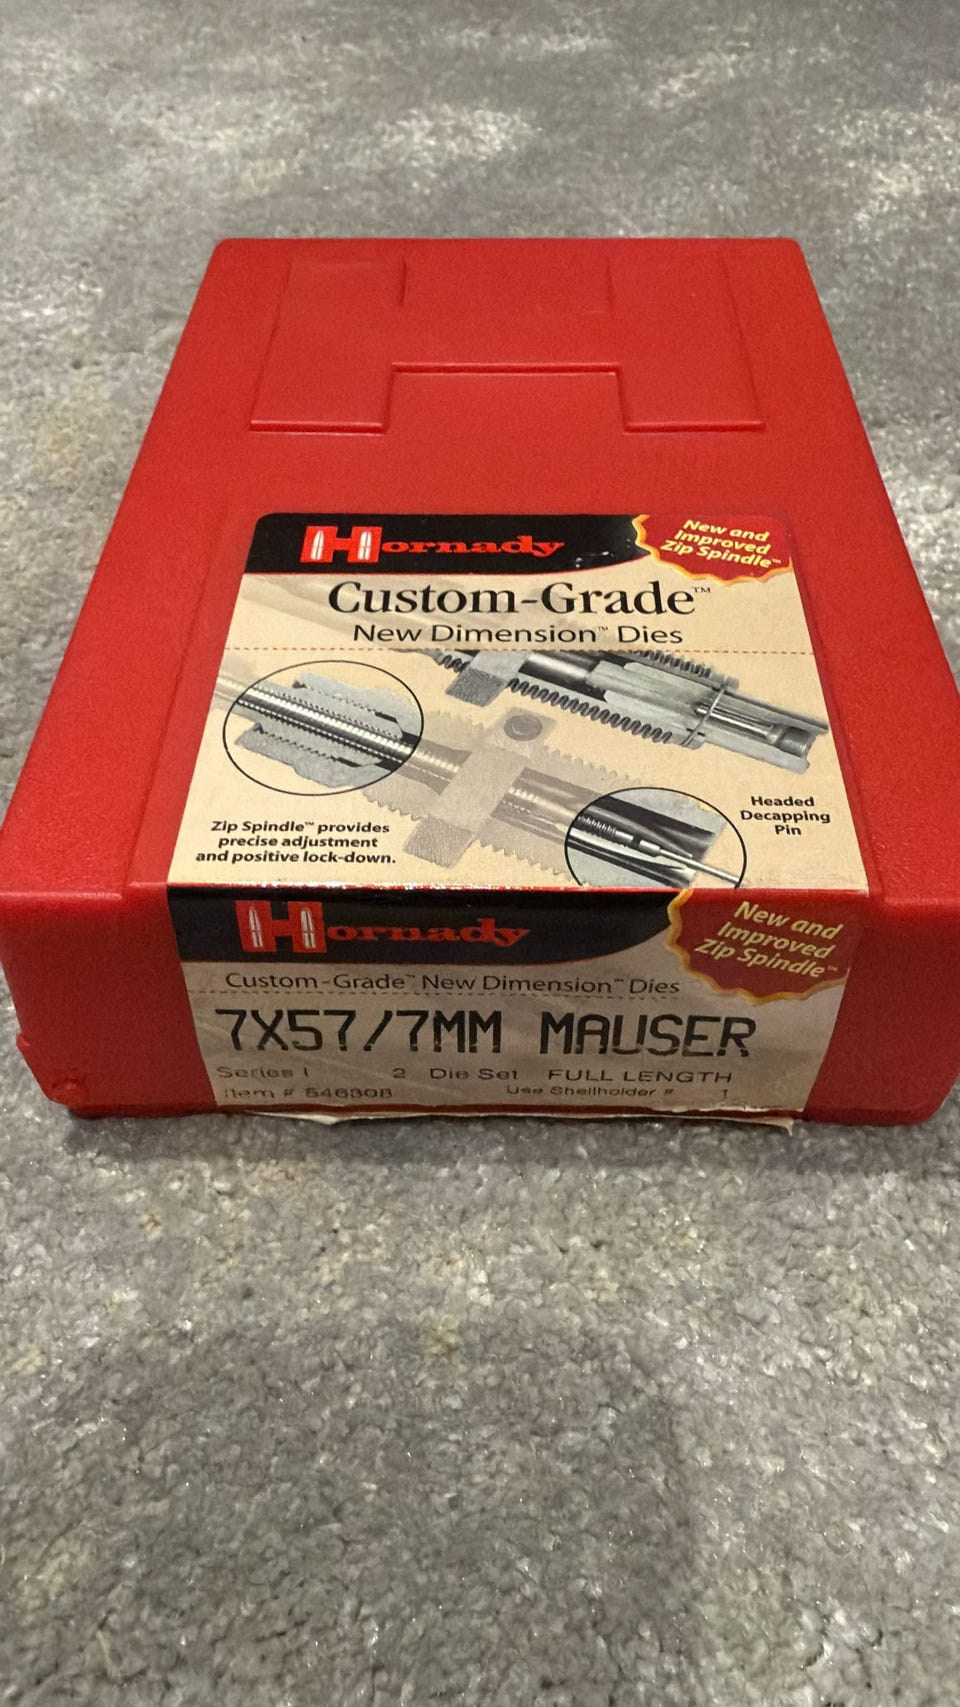 Hornady
New and
Improved
Zip Spindle™
Custom-Grade™
New Dimension™ Dies
Zip Spindle™ provides
precise adjustment
and positive lock-down.
Headed
Decapping
Pin
Hornady
New and
Improved
Zip Spindle™
Custom-Grade™ New Dimension™ Dies
7X57/7MM MAUSER
Series I 2 Die Set FULL LENGTH
Item # 546308 Use Shellholder # 1